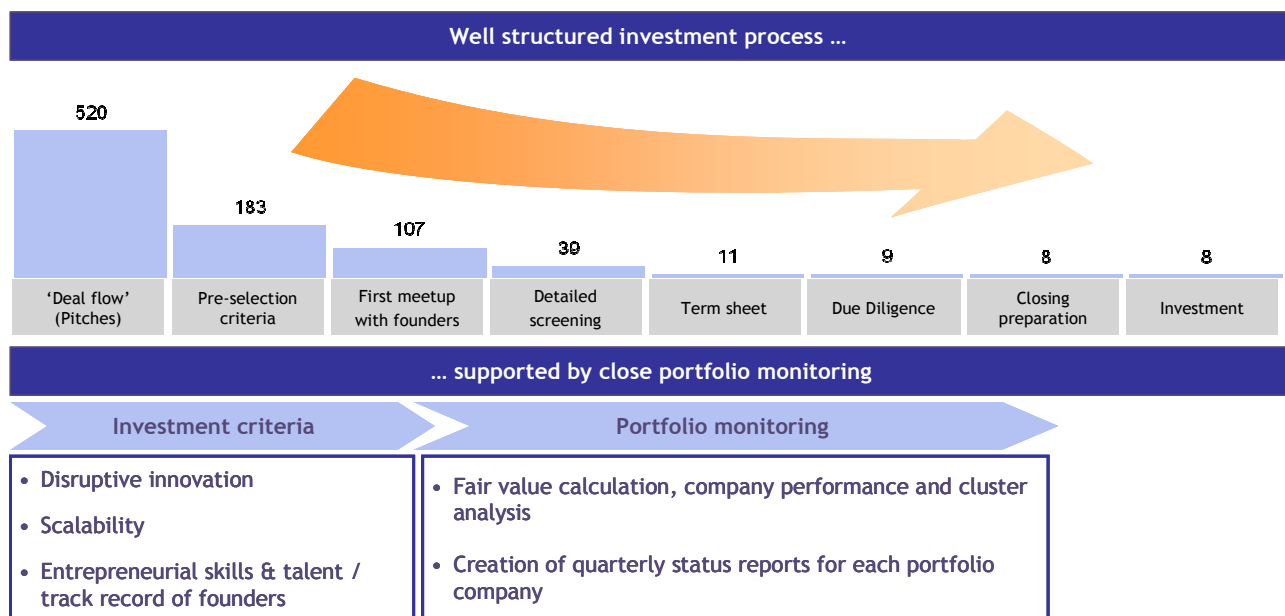 Well structured investment process …
520
183
107
39
11
9
8
8
‘Deal flow’
(Pitches)
Pre-selection
criteria
First meetup
with founders
Detailed
screening
Term sheet
Due Diligence
Closing
preparation
Investment
… supported by close portfolio monitoring
Investment criteria
Portfolio monitoring
• Disruptive innovation
• Scalability
• Entrepreneurial skills & talent /
track record of founders
• Fair value calculation, company performance and cluster
analysis
• Creation of quarterly status reports for each portfolio
company